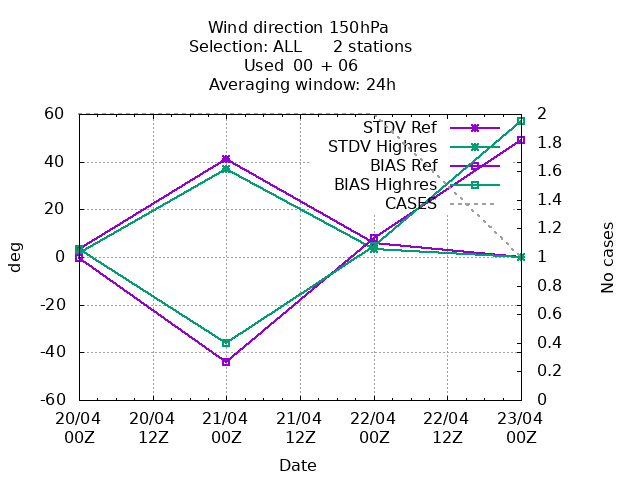 Wind direction 150hPa
Selection: ALL 2 stations
Used 00 + 06
Averaging window: 24h
STDV Ref
STDV Highres
BIAS Ref
BIAS Highres
CASES
60
40
20
0
-20
-40
-60
deg
2
1.8
1.6
1.4
1.2
1
0.8
0.6
0.4
0.2
0
No cases
20/04 20/04 21/04 21/04 22/04 22/04 23/04
00Z 12Z 00Z 12Z 00Z 12Z 00Z
Date